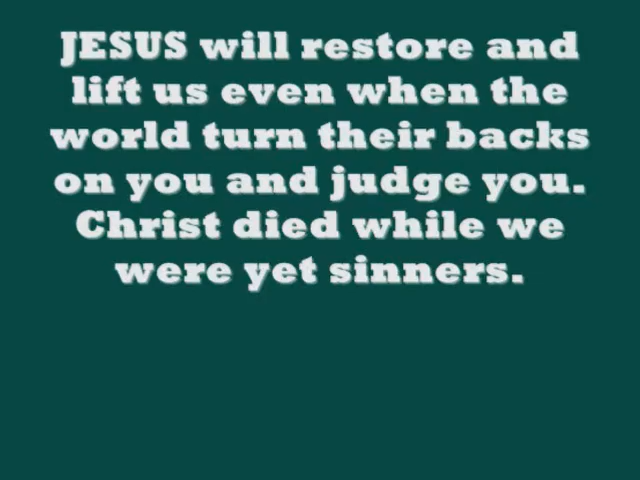 JESUS will restore and
lift us even when the
world turn their backs
on you and judge you.
Christ died while we
were yet sinners.